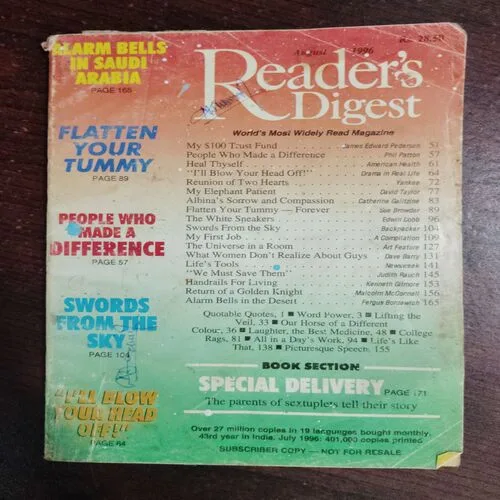 ALARM BELLS
IN SAUDI
ARABIA
PAGE 165
FLATTEN
YOUR
TUMMY
PAGE 89
PEOPLE WHO
MADE A
DIFFERENCE
PAGE 57
SWORDS
FROM THE
SKY
PAGE 104
"I'LL BLOW
YOUR HEAD
OFF!"
PAGE 64
August 1996 Rs. 28.50
Reader's
Digest
World's Most Widely Read Magazine
My $100 Trust Fund James Edward Pederson 51
People Who Made a Difference Phil Patton 57
Heal Thyself American Health 61
"I'll Blow Your Head Off!" Drama in Real Life 64
Reunion of Two Hearts Yankee 72
My Elephant Patient David Taylor 77
Albina's Sorrow and Compassion Catherine Galitzine 83
Flatten Your Tummy — Forever Sue Browder 89
The White Sneakers Edwin Lobb 96
Swords From the Sky Backpacker 104
My First Job A Compilation 109
The Universe in a Room Art Feature 127
What Women Don't Realize About Guys Dave Barry 131
Life's Tools Newsweek 141
"We Must Save Them" Judith Rauch 145
Handrails For Living Kenneth Gilmore 153
Return of a Golden Knight Malcolm McConnell 156
Alarm Bells in the Desert Fergus Bordewich 165
Quotable Quotes, 1 ■ Word Power, 3 ■ Lifting the
Veil, 33 ■ Our Horse of a Different
Colour, 36 ■ Laughter, the Best Medicine, 48 ■ College
Rags, 81 ■ All in a Day's Work, 94 ■ Life's Like
That, 138 ■ Picturesque Speech, 155
BOOK SECTION
SPECIAL DELIVERY PAGE 171
The parents of sextuplets tell their story
Over 27 million copies in 19 languages bought monthly
43rd year in India. July 1996: 401,000 copies printed
SUBSCRIBER COPY — NOT FOR RESALE